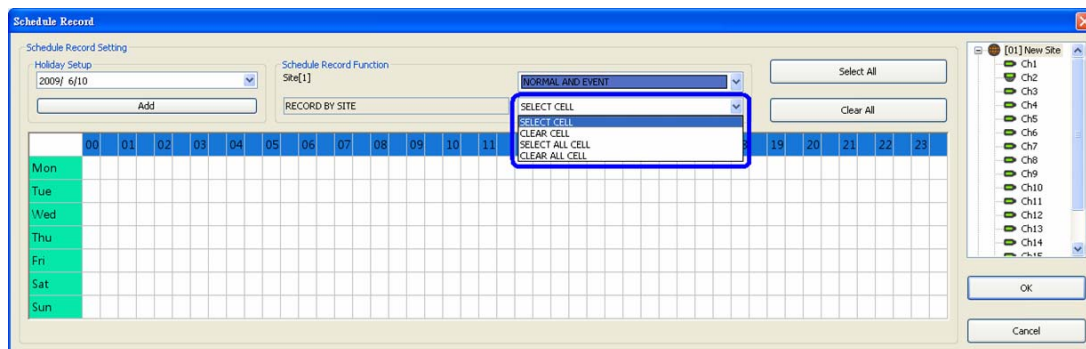 Schedule Record
Schedule Record Setting
Holiday Setup
2009/ 6/10
Add
Schedule Record Function
Site[1]
NORMAL AND EVENT
RECORD BY SITE
SELECT CELL
SELECT CELL
CLEAR CELL
SELECT ALL CELL
CLEAR ALL CELL
Select All
Clear All
00 01 02 03 04 05 06 07 08 09 10 11 19 20 21 22 23
Mon
Tue
Wed
Thu
Fri
Sat
Sun
[01] New Site
Ch1
Ch2
Ch3
Ch4
Ch5
Ch6
Ch7
Ch8
Ch9
Ch10
Ch11
Ch12
Ch13
Ch14
OK
Cancel